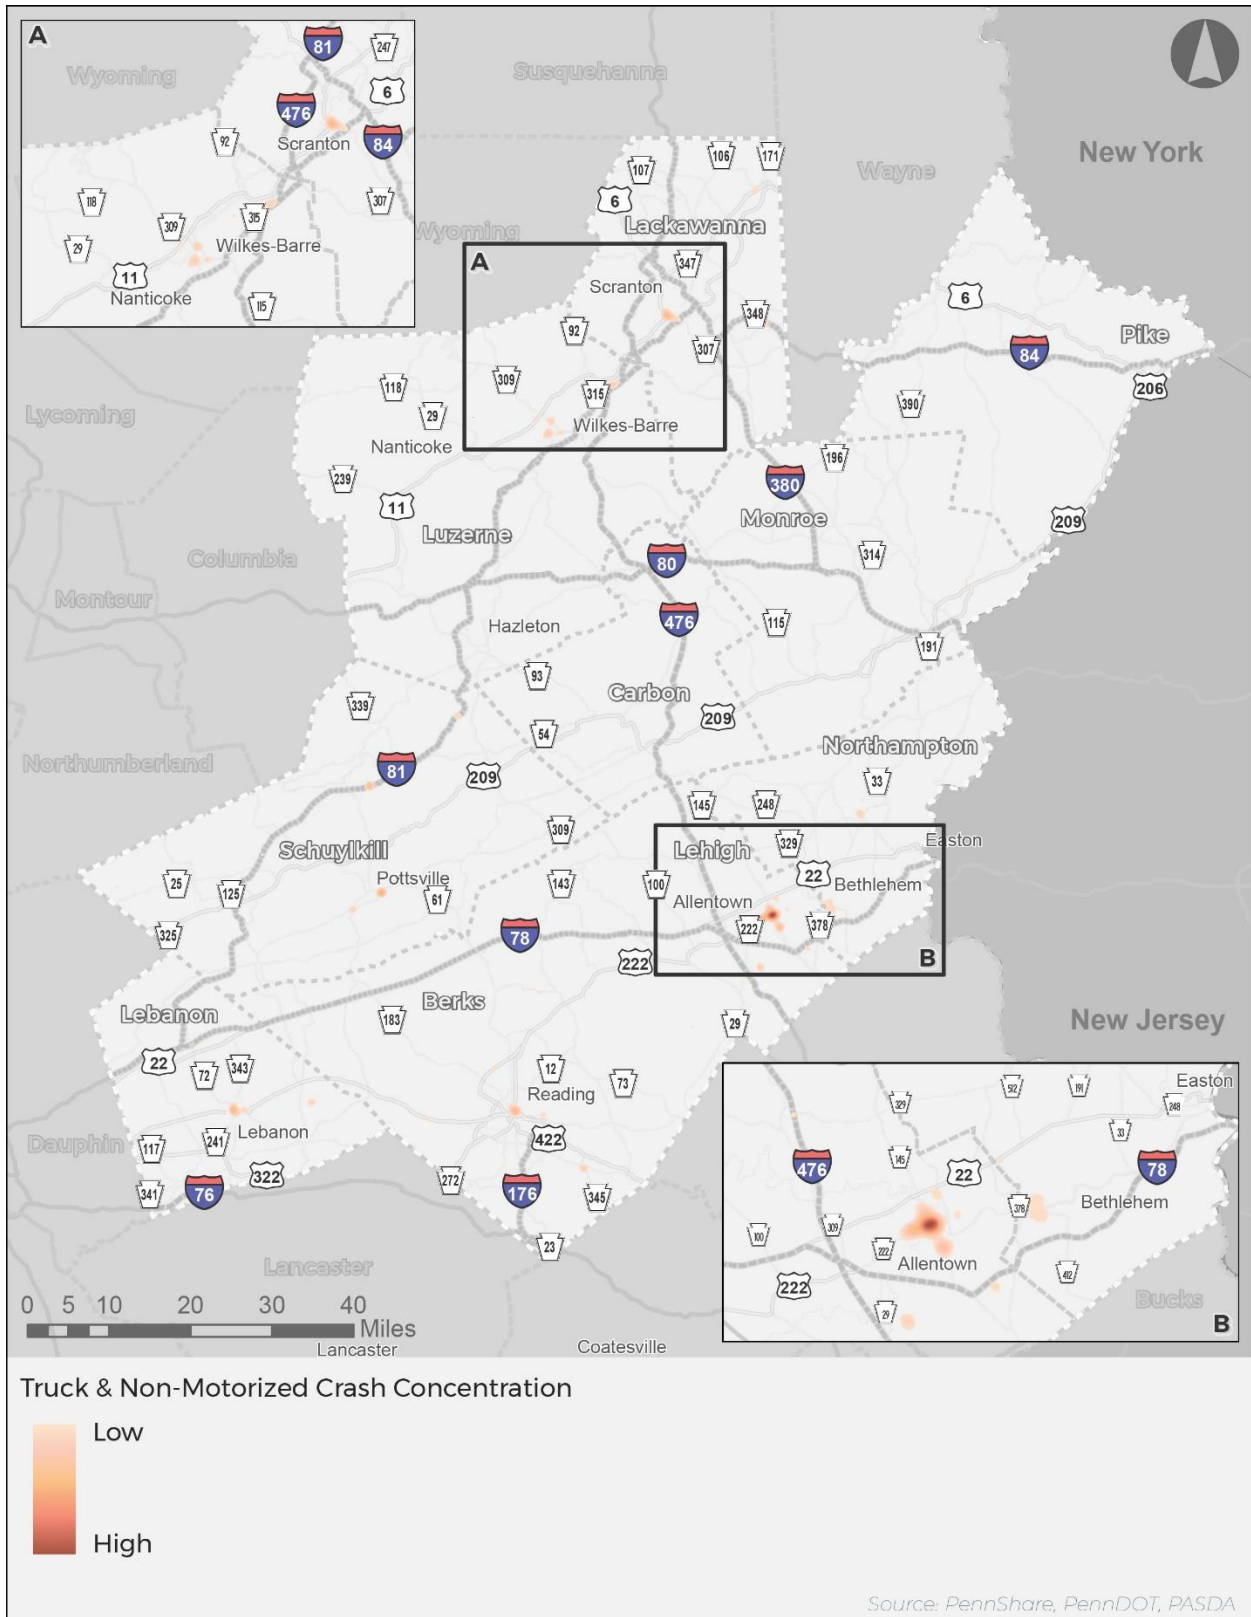 A
81
247
Wyoming
476
6
Scranton
84
92
118
307
309
315
29
Wilkes-Barre
11
Nanticoke
115
Susquehanna
New York
Wayne
107
106
171
6
Wyoming
Lackawanna
A
347
Scranton
6
92
348
Pike
307
84
309
118
315
206
29
390
Wilkes-Barre
Lycoming
Nanticoke
196
239
380
11
Monroe
209
Luzerne
Columbia
80
314
Montour
476
115
Hazleton
191
93
Carbon
339
209
54
Northampton
Northumberland
81
209
33
145
248
309
329
Easton
Schuylkill
Lehigh
22
Pottsville
25
125
61
143
100
Bethlehem
Allentown
222
378
325
78
222
B
Berks
Lebanon
183
29
New Jersey
22
72
343
12
73
Reading
Dauphin
117
241
Lebanon
422
322
341
76
272
176
345
23
Lancaster
Easton
512
191
329
248
33
145
22
476
78
378
Bethlehem
100
309
222
Allentown
412
222
29
Bucks
B
0 5 10 20 30 40
Miles
Lancaster
Coatesville
Truck & Non-Motorized Crash Concentration
Low
High
Source: PennShare, PennDOT, PASDA